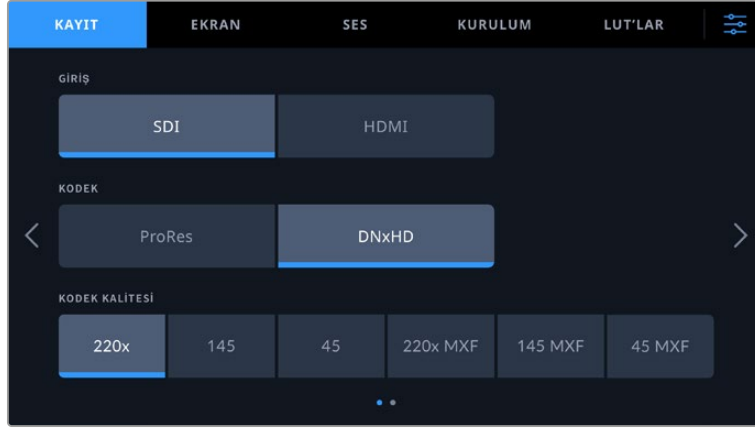 KAYIT EKRAN SES KURULUM LUT'LAR
GİRİŞ
SDI HDMI
KODEK
ProRes DNxHD
KODEK KALİTESİ
220x 145 45 220x MXF 145 MXF 45 MXF